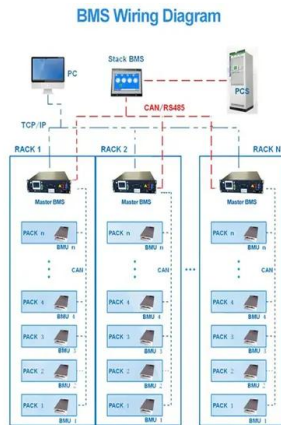 BMS Wiring Diagram
PC
Stack BMS
PCS
CAN/RS485
TCP/IP
RACK 1
RACK 2
RACK N
Master BMS
Master BMS
Master BMS
PACK n
BMU n
PACK n
BMU n
PACK n
BMU n
CAN
CAN
CAN
PACK 4
BMU 4
PACK 4
BMU 4
PACK 4
BMU 4
PACK 3
BMU 3
PACK 3
BMU 3
PACK 3
BMU 3
PACK 2
BMU 2
PACK 2
BMU 2
PACK 2
BMU 2
PACK 1
BMU 1
PACK 1
BMU 1
PACK 1
BMU 1